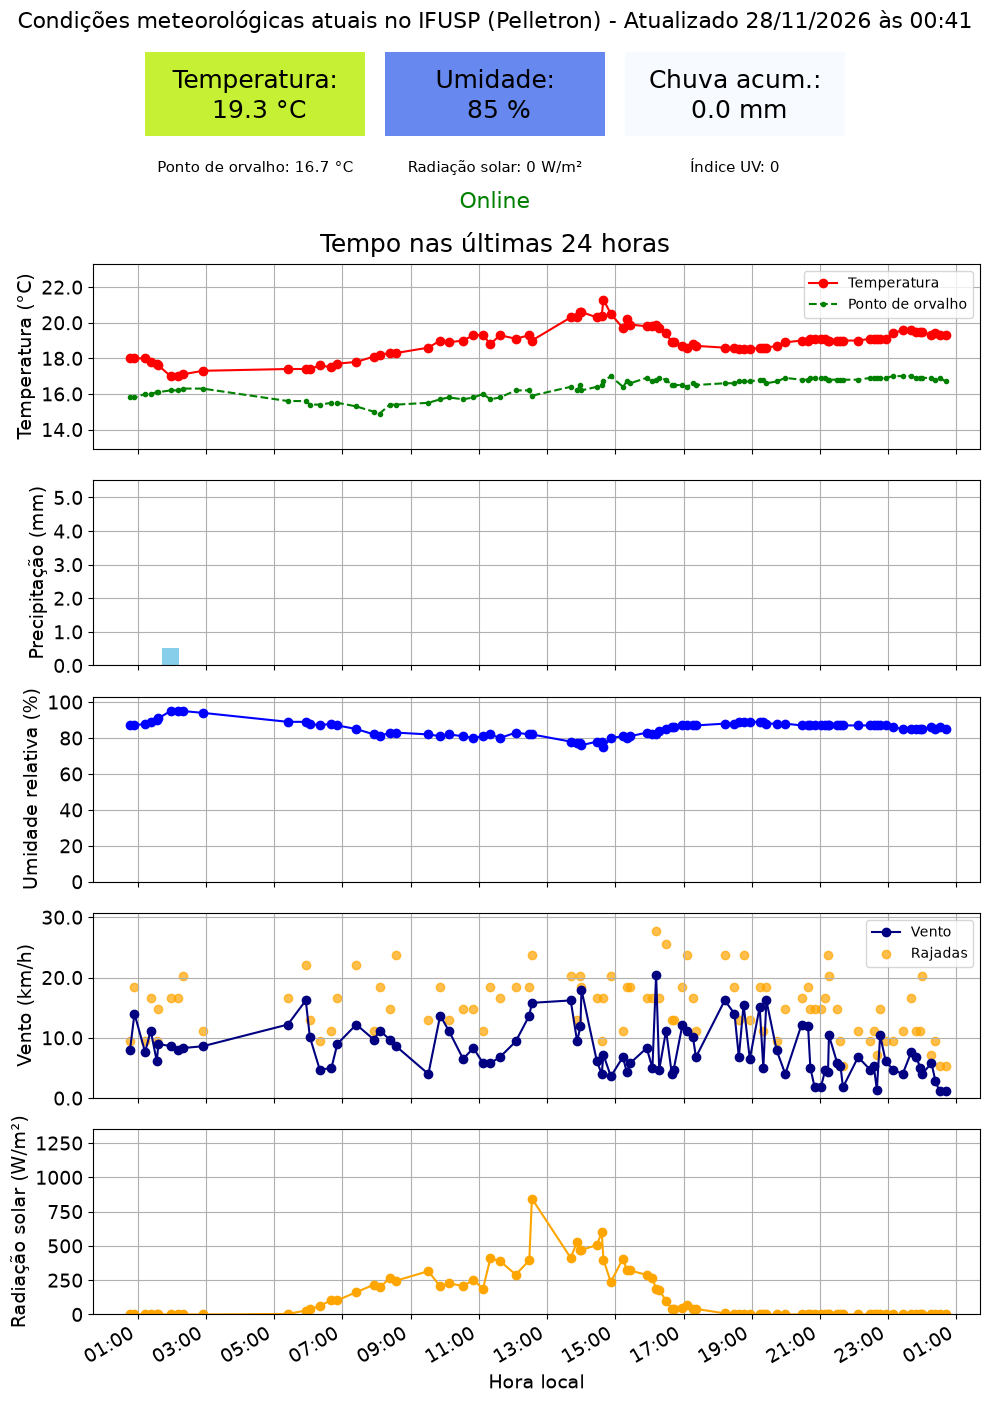 Condições meteorológicas atuais no IFUSP (Pelletron) - Atualizado 28/11/2026 às 00:41
Temperatura:
19.3 °C
Umidade:
85 %
Chuva acum.:
0.0 mm
Ponto de orvalho: 16.7 °C
Radiação solar: 0 W/m²
Índice UV: 0
Online
Tempo nas últimas 24 horas
Temperatura (°C)
22.0
20.0
18.0
16.0
14.0
Temperatura
Ponto de orvalho
Precipitação (mm)
5.0
4.0
3.0
2.0
1.0
0.0
Umidade relativa (%)
100
80
60
40
20
0
Vento (km/h)
30.0
20.0
10.0
0.0
Vento
Rajadas
Radiação solar (W/m²)
1250
1000
750
500
250
0
01:00
03:00
05:00
07:00
09:00
11:00
13:00
15:00
17:00
19:00
21:00
23:00
01:00
Hora local